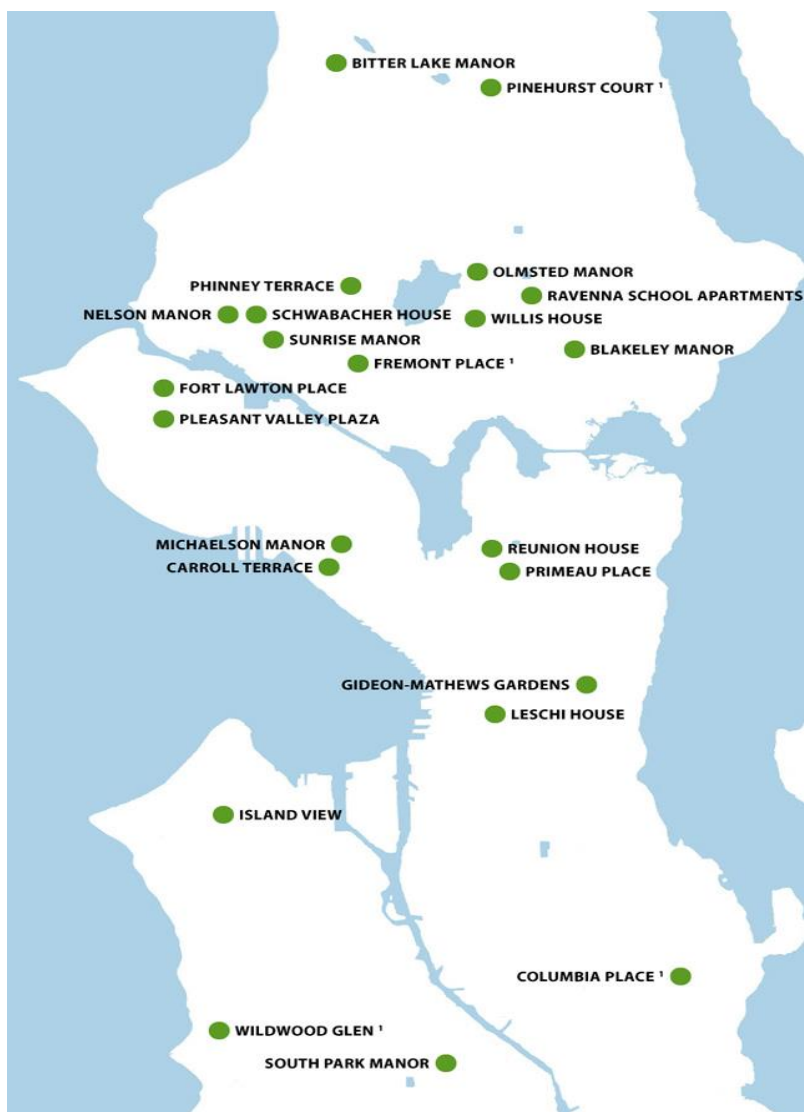 BITTER LAKE MANOR
PINEHURST COURT ¹
OLMSTED MANOR
PHINNEY TERRACE
RAVENNA SCHOOL APARTMENTS
NELSON MANOR
SCHWABACHER HOUSE
WILLIS HOUSE
SUNRISE MANOR
BLAKELEY MANOR
FREMONT PLACE ¹
FORT LAWTON PLACE
PLEASANT VALLEY PLAZA
MICHAELSON MANOR
REUNION HOUSE
CARROLL TERRACE
PRIMEAU PLACE
GIDEON-MATHEWS GARDENS
LESCHI HOUSE
ISLAND VIEW
COLUMBIA PLACE ¹
WILDWOOD GLEN ¹
SOUTH PARK MANOR